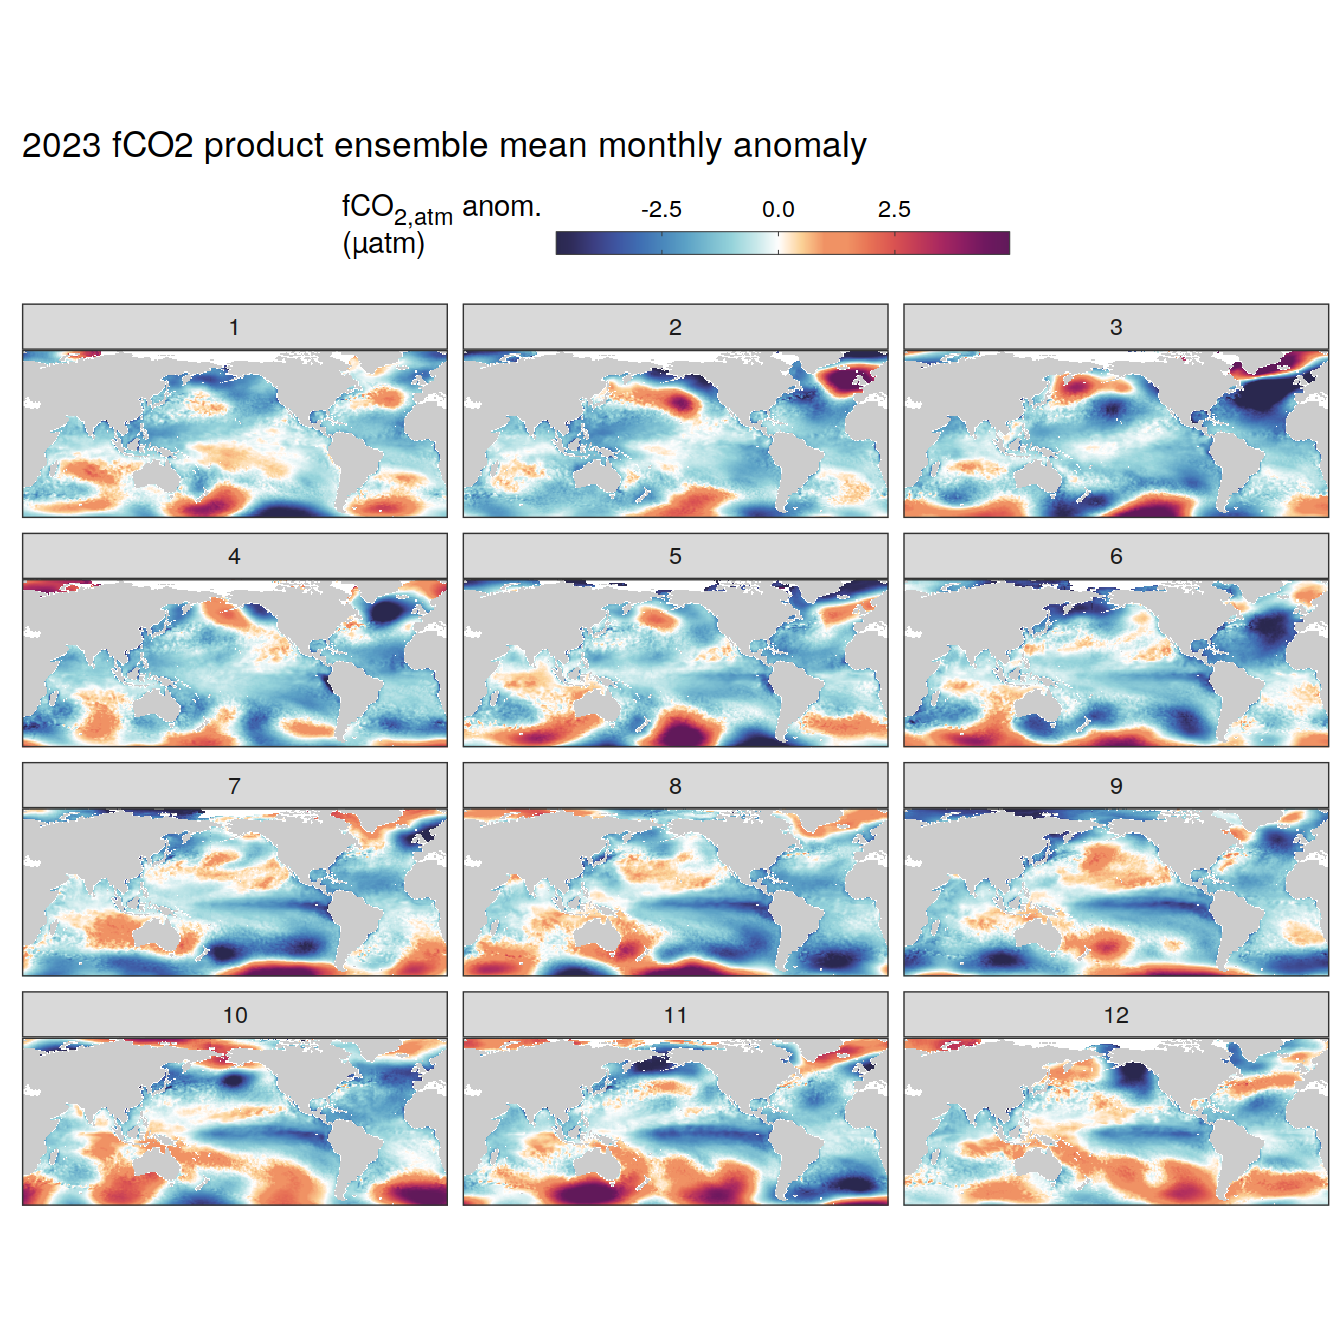 2023 fCO2 product ensemble mean monthly anomaly
fCO2,atm anom.
(µatm)
-2.5 0.0 2.5
1 2 3
4 5 6
7 8 9
10 11 12